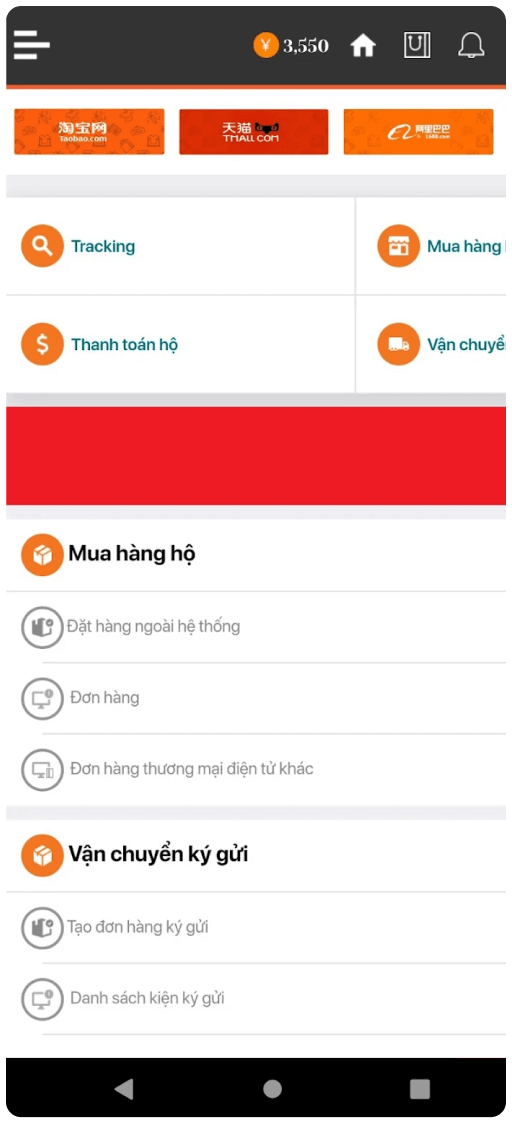 ¥ 3,550
淘宝网
Taobao.com
天猫
TMALL.COM
阿里巴巴
1688.com
Tracking
Mua hàng
Thanh toán hộ
Vận chuyể
Mua hàng hộ
Đặt hàng ngoài hệ thống
Đơn hàng
Đơn hàng thương mại điện tử khác
Vận chuyển ký gửi
Tạo đơn hàng ký gửi
Danh sách kiện ký gửi